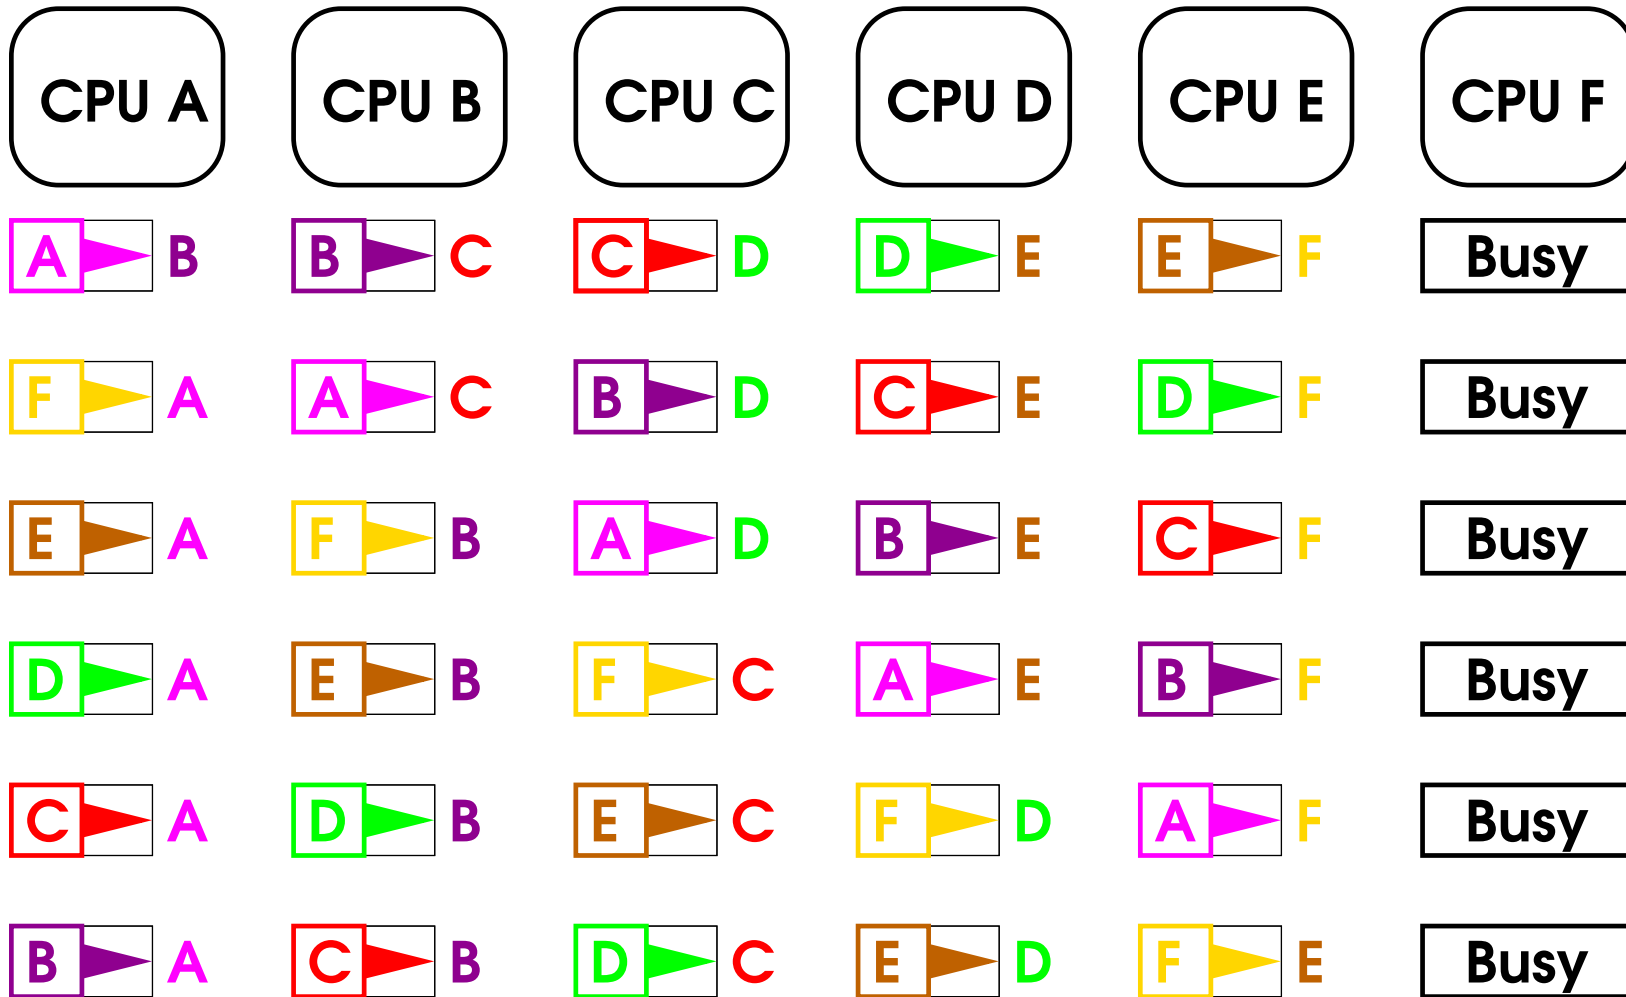 CPU A CPU B CPU C CPU D CPU E CPU F
A B B C C D D E E F Busy
F A A C B D C E D F Busy
E A F B A D B E C F Busy
D A E B F C A E B F Busy
C A D B E C F D A F Busy
B A C B D C E D F E Busy